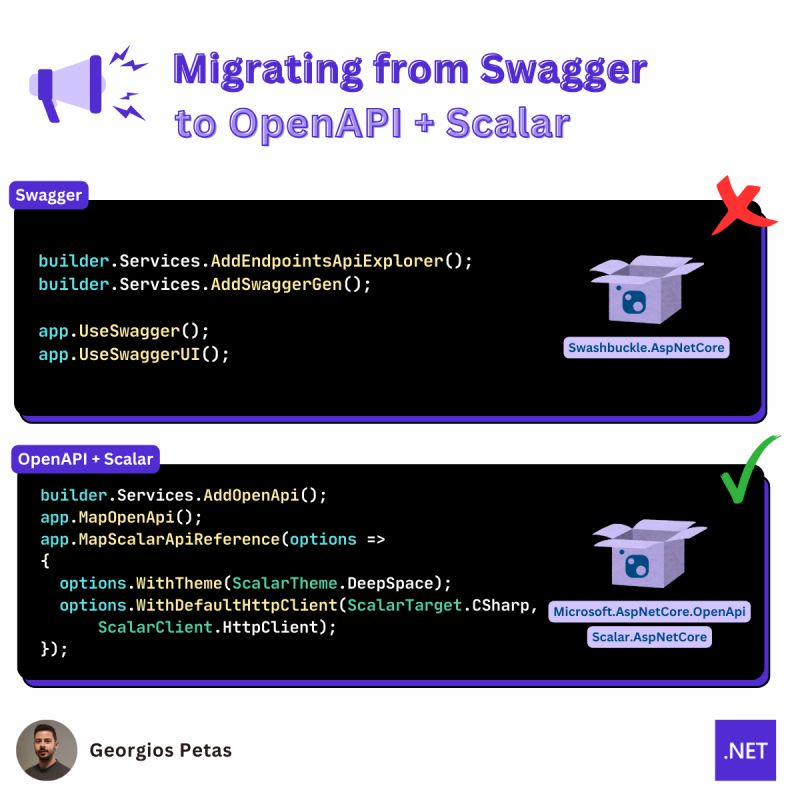 Migrating from Swagger
to OpenAPI + Scalar
Swagger
builder.Services.AddEndpointsApiExplorer();
builder.Services.AddSwaggerGen();
app.UseSwagger();
app.UseSwaggerUI();
Swashbuckle.AspNetCore
OpenAPI + Scalar
builder.Services.AddOpenApi();
app.MapOpenApi();
app.MapScalarApiReference(options =>
{
options.WithTheme(ScalarTheme.DeepSpace);
options.WithDefaultHttpClient(ScalarTarget.CSharp,
ScalarClient.HttpClient);
});
Microsoft.AspNetCore.OpenApi
Scalar.AspNetCore
Georgios Petas
.NET